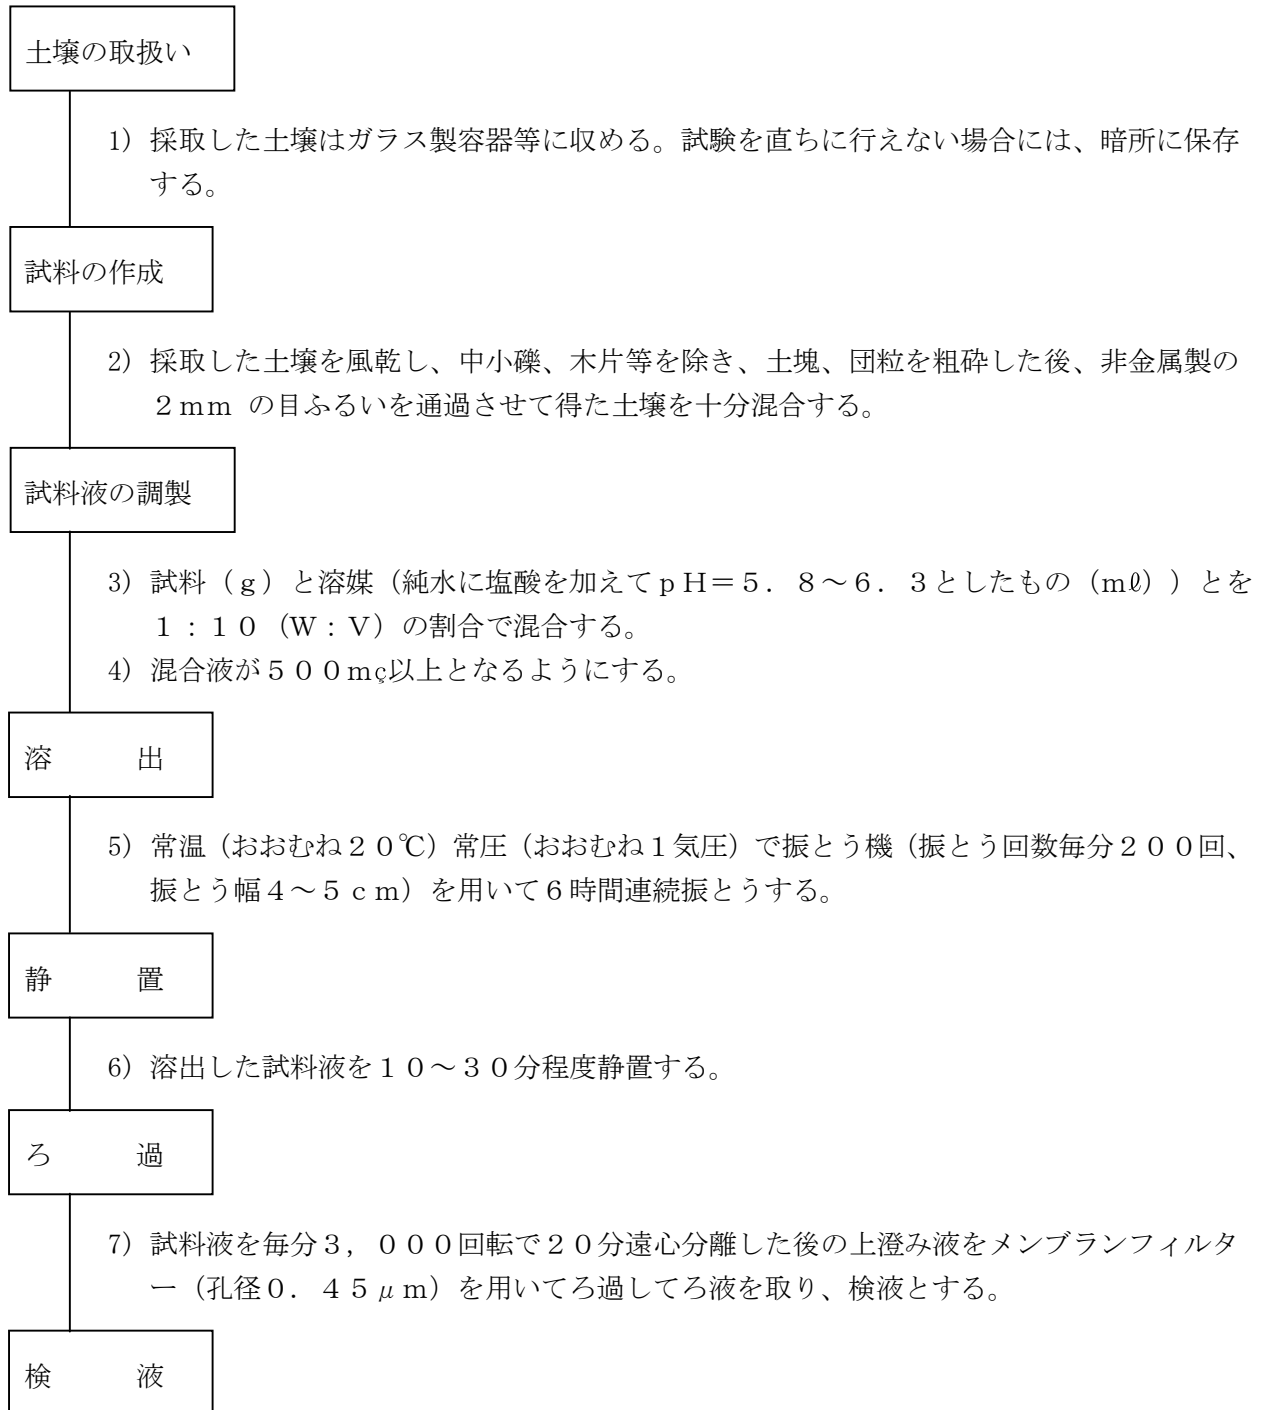 土壌の取扱い
1) 採取した土壌はガラス製容器等に収める。試験を直ちに行えない場合には、暗所に保存
する。
試料の作成
2) 採取した土壌を風乾し、中小礫、木片等を除き、土塊、団粒を粗砕した後、非金属製の
2mm の目ふるいを通過させて得た土壌を十分混合する。
試料液の調製
3) 試料(g)と溶媒(純水に塩酸を加えてpH=5.8~6.3としたもの(mℓ))とを
1:10(W:V)の割合で混合する。
4) 混合液が500mç以上となるようにする。
溶 出
5) 常温(おおむね20℃)常圧(おおむね1気圧)で振とう機(振とう回数毎分200回、
振とう幅4~5cm)を用いて6時間連続振とうする。
静 置
6) 溶出した試料液を10~30分程度静置する。
ろ 過
7) 試料液を毎分3,000回転で20分遠心分離した後の上澄み液をメンブランフィルタ
ー(孔径0.45μm)を用いてろ過してろ液を取り、検液とする。
検 液